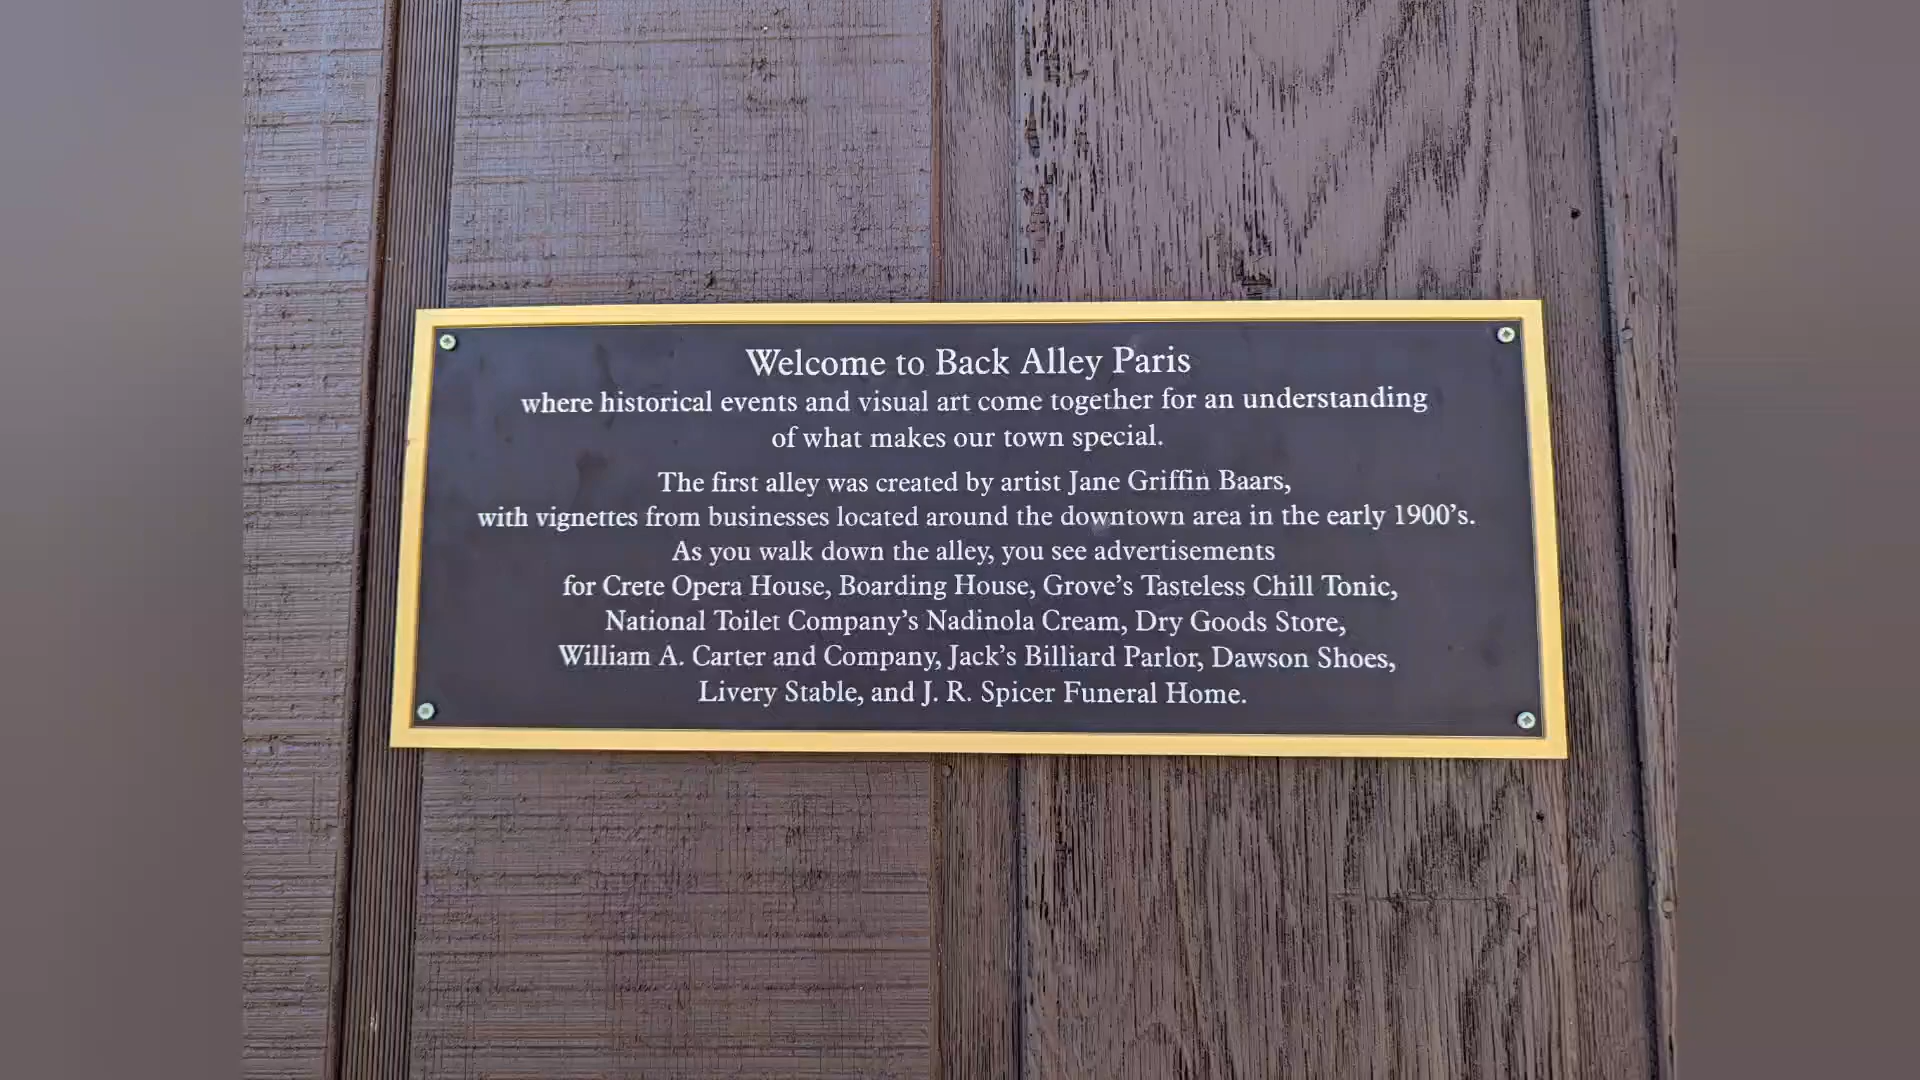 Welcome to Back Alley Paris
where historical events and visual art come together for an understanding
of what makes our town special.
The first alley was created by artist Jane Griffin Baars,
with vignettes from businesses located around the downtown area in the early 1900's.
As you walk down the alley, you see advertisements
for Crete Opera House, Boarding House, Grove's Tasteless Chill Tonic,
National Toilet Company's Nadinola Cream, Dry Goods Store,
William A. Carter and Company, Jack's Billiard Parlor, Dawson Shoes,
Livery Stable, and J. R. Spicer Funeral Home.